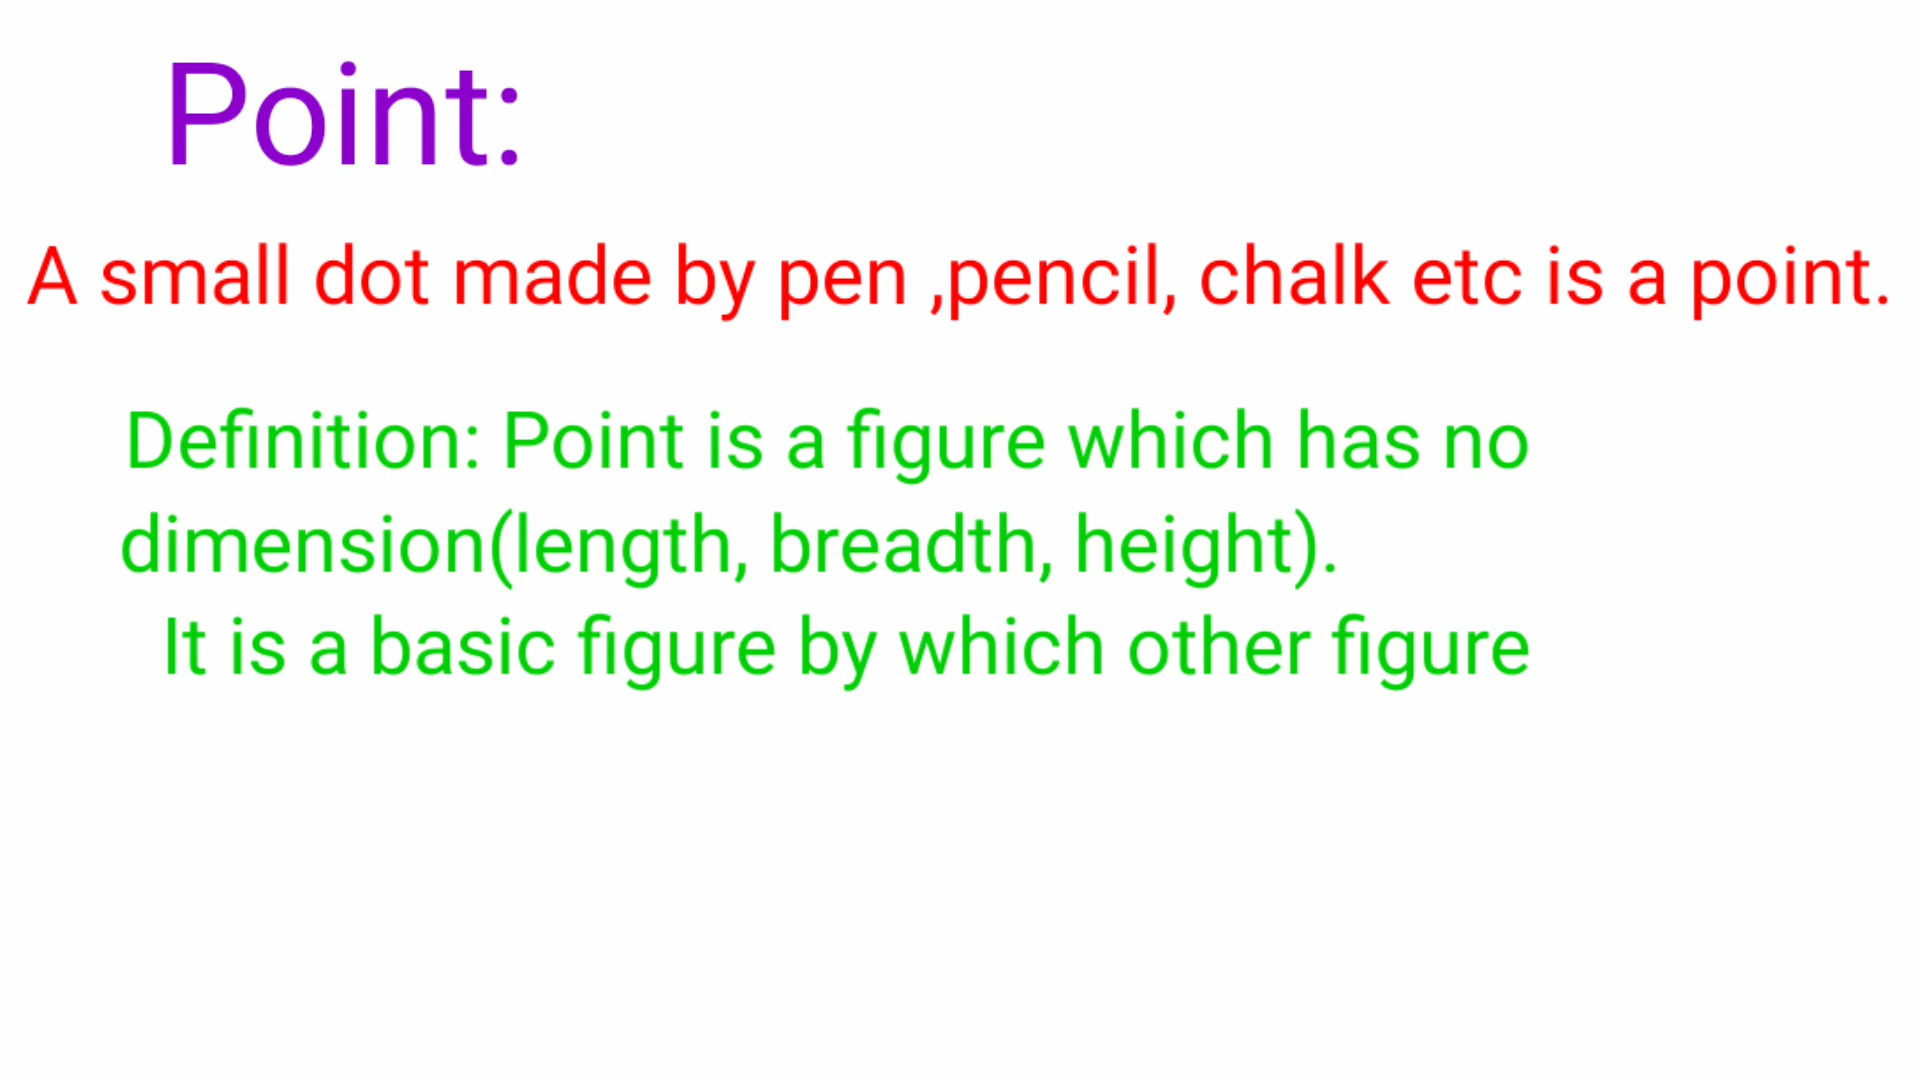 Point:
A small dot made by pen ,pencil, chalk etc is a point.
Definition: Point is a figure which has no
dimension(length, breadth, height).
It is a basic figure by which other figure